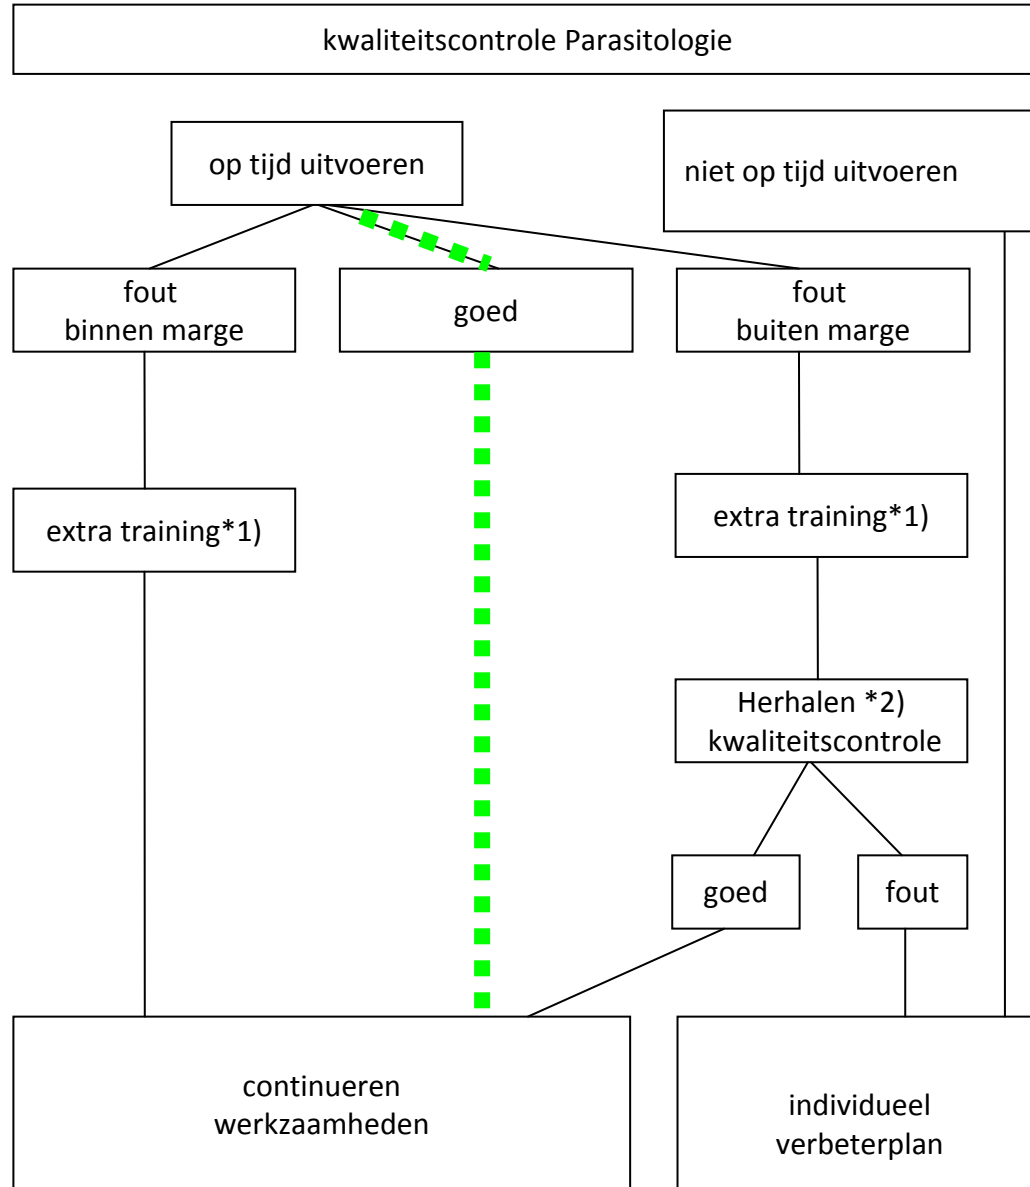 kwaliteitscontrole Parasitologie
op tijd uitvoeren
niet op tijd uitvoeren
fout
binnen marge
goed
fout
buiten marge
extra training*1)
extra training*1)
Herhalen *2)
kwaliteitscontrole
goed
fout
continueren
werkzaamheden
individueel
verbeterplan